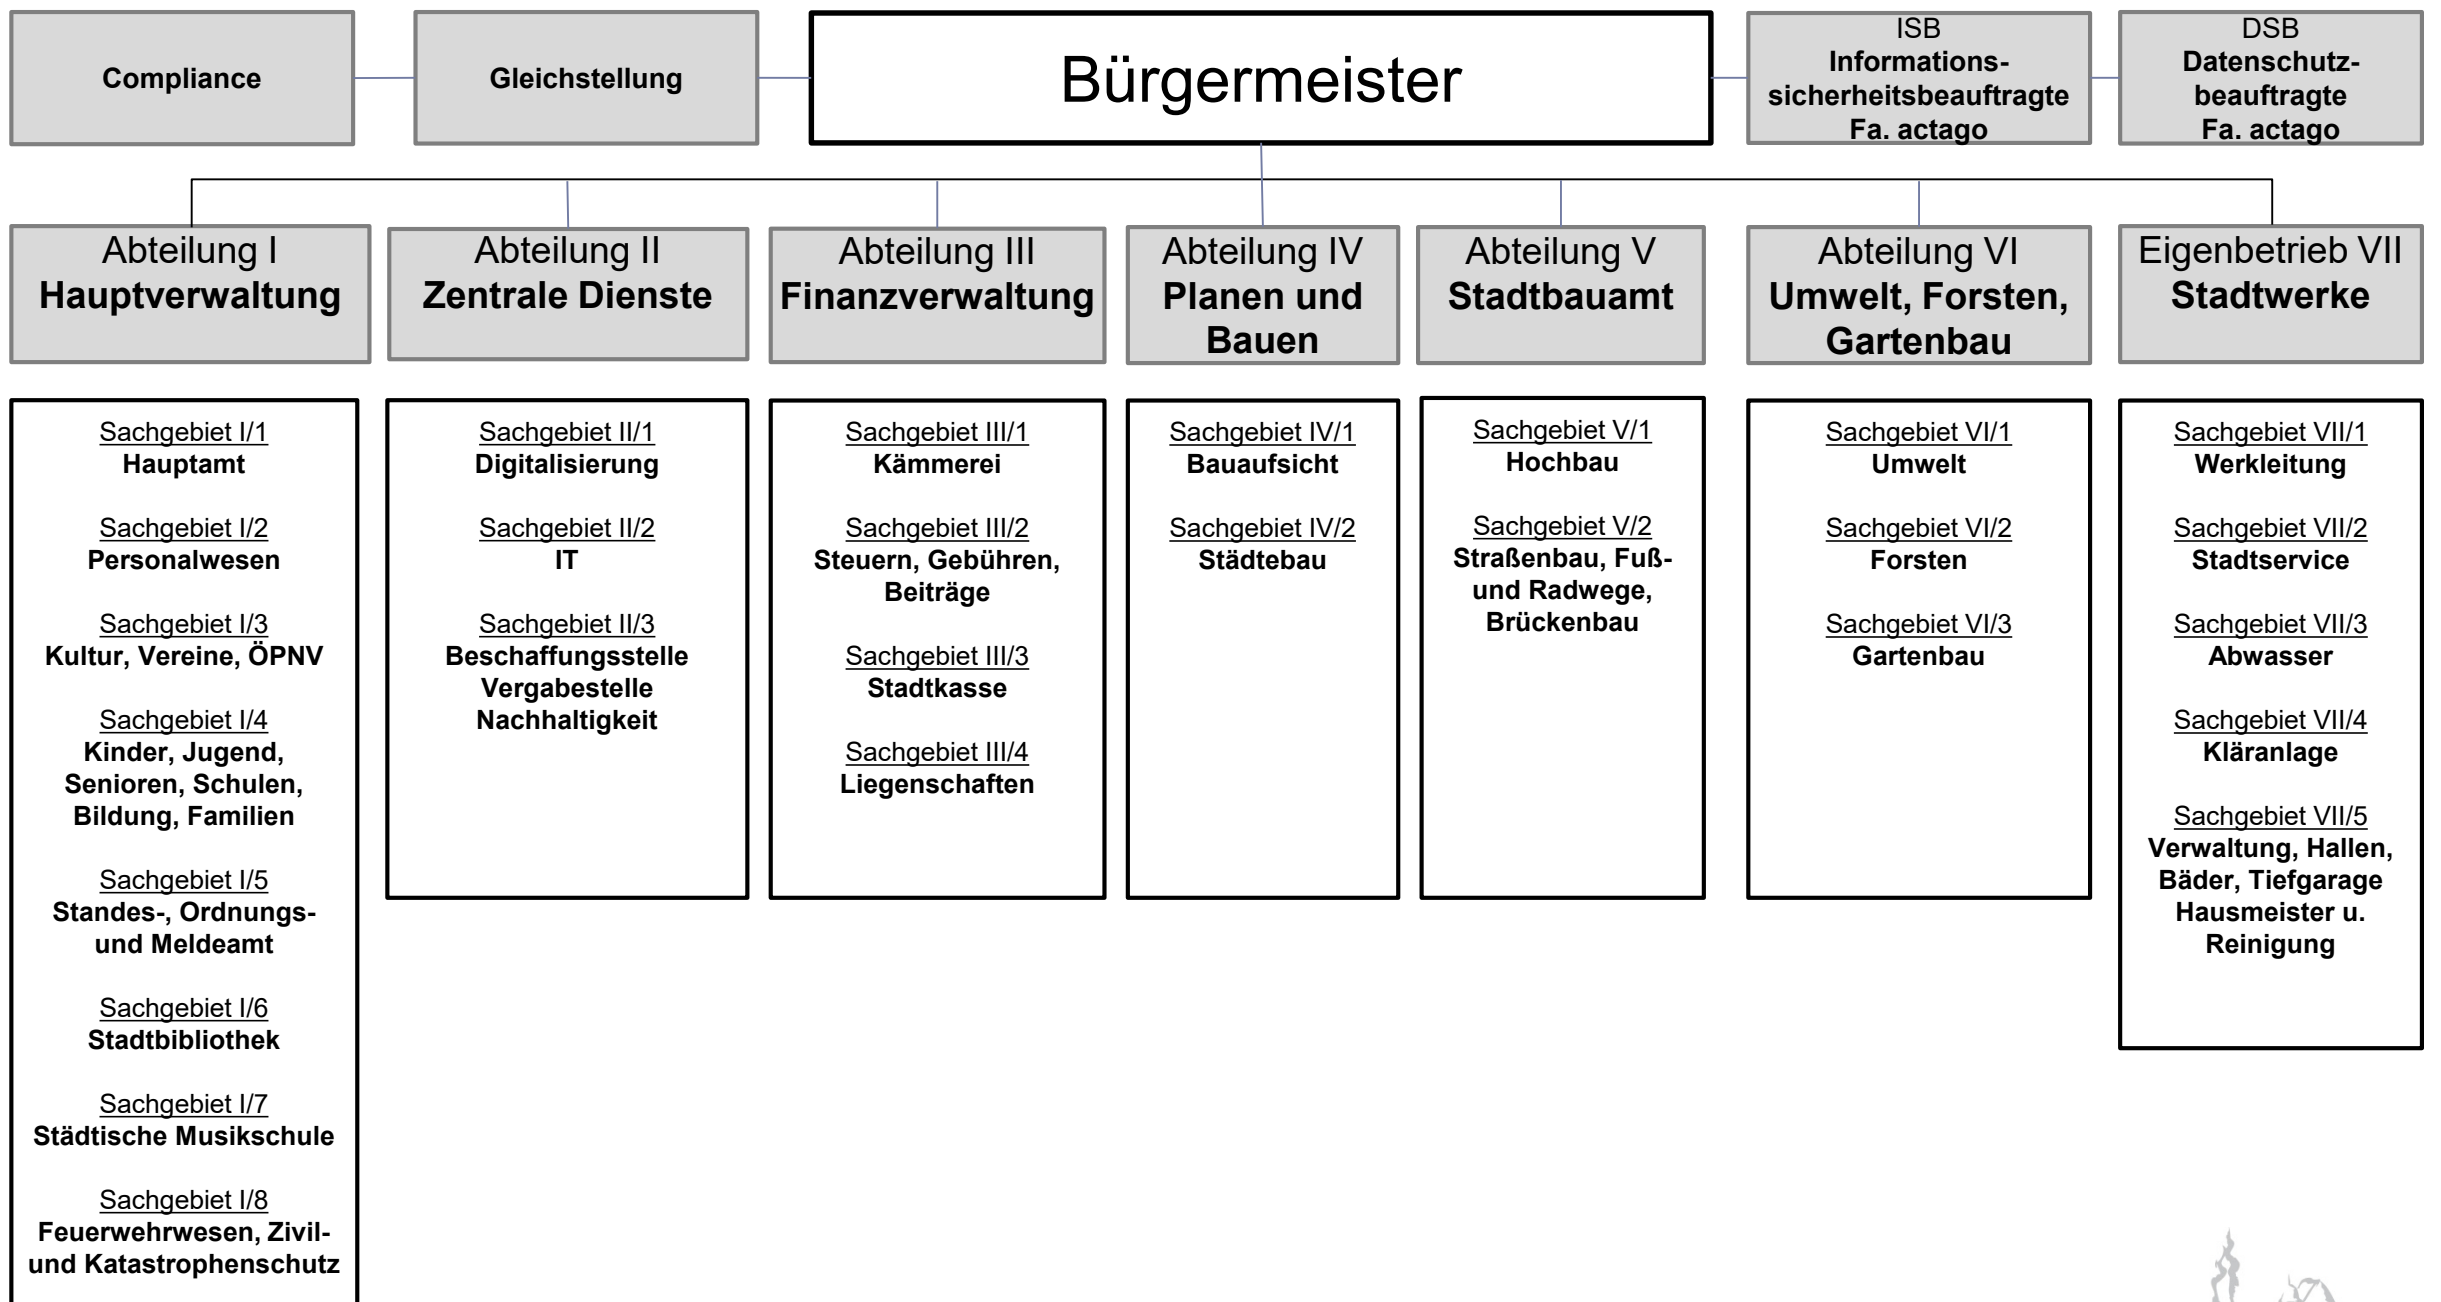 Compliance
Gleichstellung
Bürgermeister
ISB
Informations-
sicherheitsbeauftragte
Fa. actago
DSB
Datenschutz-
beauftragte
Fa. actago
Abteilung I
Hauptverwaltung
Abteilung II
Zentrale Dienste
Abteilung III
Finanzverwaltung
Abteilung IV
Planen und
Bauen
Abteilung V
Stadtbauamt
Abteilung VI
Umwelt, Forsten,
Gartenbau
Eigenbetrieb VII
Stadtwerke
Sachgebiet I/1
Hauptamt
Sachgebiet I/2
Personalwesen
Sachgebiet I/3
Kultur, Vereine, ÖPNV
Sachgebiet I/4
Kinder, Jugend,
Senioren, Schulen,
Bildung, Familien
Sachgebiet I/5
Standes-, Ordnungs-
und Meldeamt
Sachgebiet I/6
Stadtbibliothek
Sachgebiet I/7
Städtische Musikschule
Sachgebiet I/8
Feuerwehrwesen, Zivil-
und Katastrophenschutz
Sachgebiet II/1
Digitalisierung
Sachgebiet II/2
IT
Sachgebiet II/3
Beschaffungsstelle
Vergabestelle
Nachhaltigkeit
Sachgebiet III/1
Kämmerei
Sachgebiet III/2
Steuern, Gebühren,
Beiträge
Sachgebiet III/3
Stadtkasse
Sachgebiet III/4
Liegenschaften
Sachgebiet IV/1
Bauaufsicht
Sachgebiet IV/2
Städtebau
Sachgebiet V/1
Hochbau
Sachgebiet V/2
Straßenbau, Fuß-
und Radwege,
Brückenbau
Sachgebiet VI/1
Umwelt
Sachgebiet VI/2
Forsten
Sachgebiet VI/3
Gartenbau
Sachgebiet VII/1
Werkleitung
Sachgebiet VII/2
Stadtservice
Sachgebiet VII/3
Abwasser
Sachgebiet VII/4
Kläranlage
Sachgebiet VII/5
Verwaltung, Hallen,
Bäder, Tiefgarage
Hausmeister u.
Reinigung